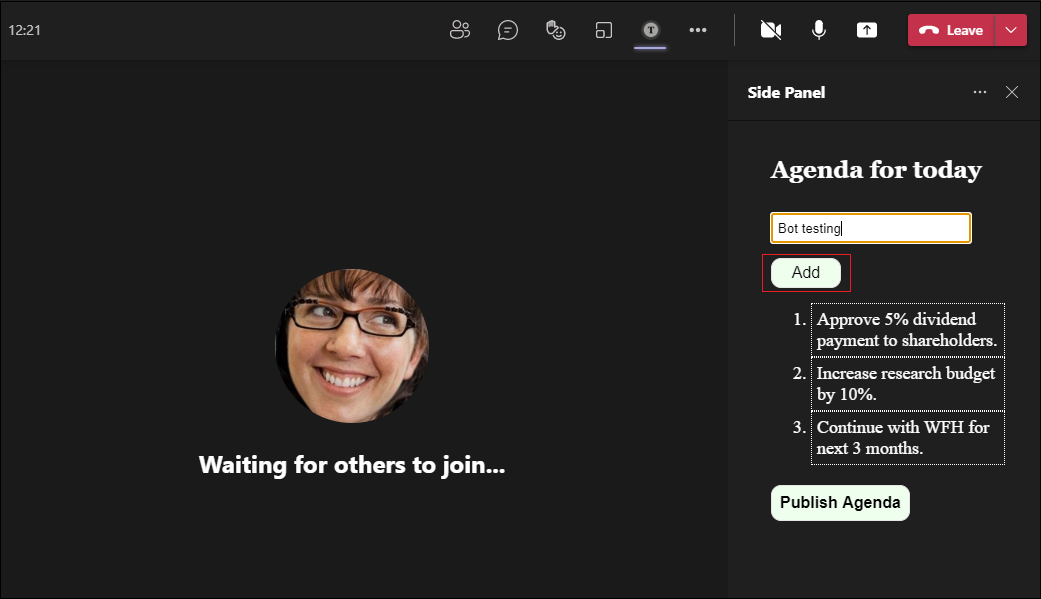 12:21
T
Leave
Side Panel
Agenda for today
Bot testing
Add
1. Approve 5% dividend
payment to shareholders.
2. Increase research budget
by 10%.
3. Continue with WFH for
next 3 months.
Waiting for others to join...
Publish Agenda